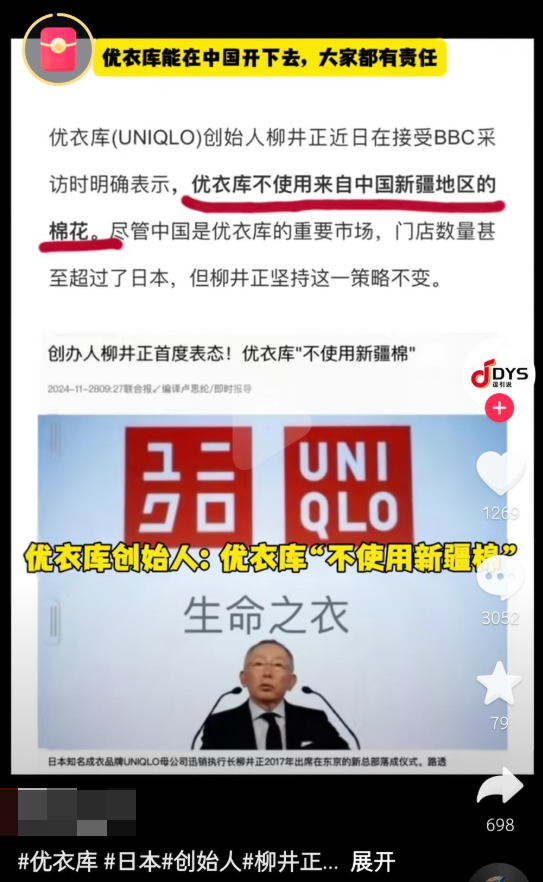 优衣库能在中国开下去，大家都有责任
优衣库(UNIQLO)创始人柳井正近日在接受BBC采
访时明确表示，优衣库不使用来自中国新疆地区的
棉花。尽管中国是优衣库的重要市场，门店数量甚
至超过了日本，但柳井正坚持这一策略不变。
创办人柳井正首度表态！优衣库"不使用新疆棉"
2024-11-2809:27联合报／编译卢思纶/即时报导
DYS
逗引说
ユニ
クロ
UNI
QLO
1269
优衣库创始人：优衣库“不使用新疆棉”
生命之衣
3052
79
日本知名成衣品牌UNIQLO母公司迅销执行长柳井正2017年出席在东京的新总部落成仪式。路透
698
#优衣库 #日本#创始人#柳井正... 展开